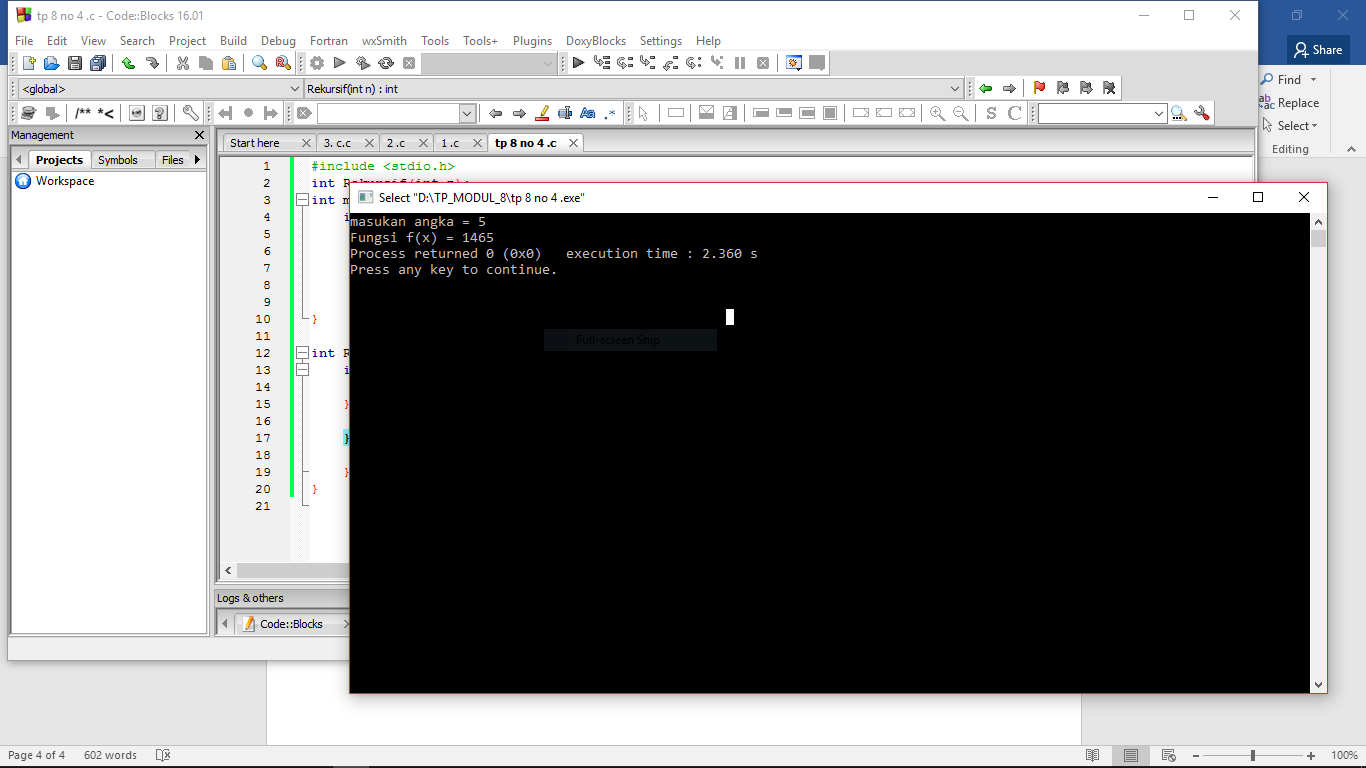 tp 8 no 4 .c - Code::Blocks 16.01
File Edit View Search Project Build Debug Fortran wxSmith Tools Tools+ Plugins DoxyBlocks Settings Help
Share
<global> Rekursif(int n) : int
Find
Replace
Select
Editing
/** *<
Aa .*
S C
Management
Projects Symbols Files
Workspace
Start here 3. c.c 2 .c 1 .c tp 8 no 4 .c
1 #include <stdio.h>
2 int Rekursif(int n);
3 int m
4 i
5
6
7
8
9
10 }
11
12 int R
13 i
14
15 }
16
17 }
18
19 }
20 }
21
Select "D:\TP_MODUL_8\tp 8 no 4 .exe"
masukan angka = 5
Fungsi f(x) = 1465
Process returned 0 (0x0) execution time : 2.360 s
Press any key to continue.
Full-screen Snip
Logs & others
Code::Blocks
Page 4 of 4 602 words
100%